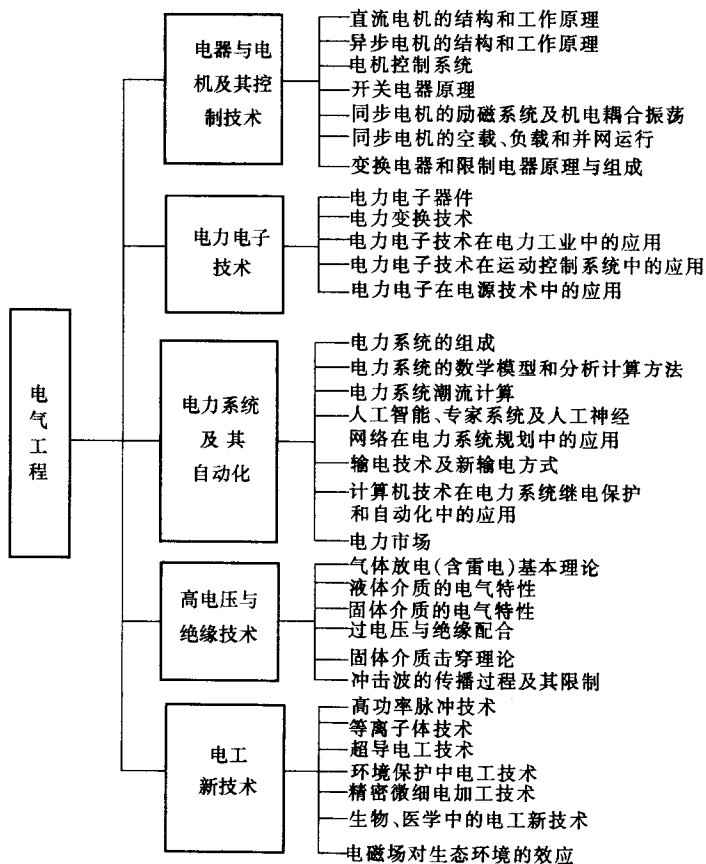 电气工程
电器与电
机及其控
制技术
直流电机的结构和工作原理
异步电机的结构和工作原理
电机控制系统
开关电器原理
同步电机的励磁系统及机电耦合振荡
同步电机的空载、负载和并网运行
变换电器和限制电器原理与组成
电力电子
技术
电力电子器件
电力变换技术
电力电子技术在电力工业中的应用
电力电子技术在运动控制系统中的应用
电力电子在电源技术中的应用
电力系统
及其
自动化
电力系统的组成
电力系统的数学模型和分析计算方法
电力系统潮流计算
人工智能、专家系统及人工神经
网络在电力系统规划中的应用
输电技术及新输电方式
计算机技术在电力系统继电保护
和自动化中的应用
电力市场
高电压与
绝缘技术
气体放电(含雷电)基本理论
液体介质的电气特性
固体介质的电气特性
过电压与绝缘配合
固体介质击穿理论
冲击波的传播过程及其限制
电工
新技术
高功率脉冲技术
等离子体技术
超导电工技术
环境保护中电工技术
精密微细电加工技术
生物、医学中的电工新技术
电磁场对生态环境的效应